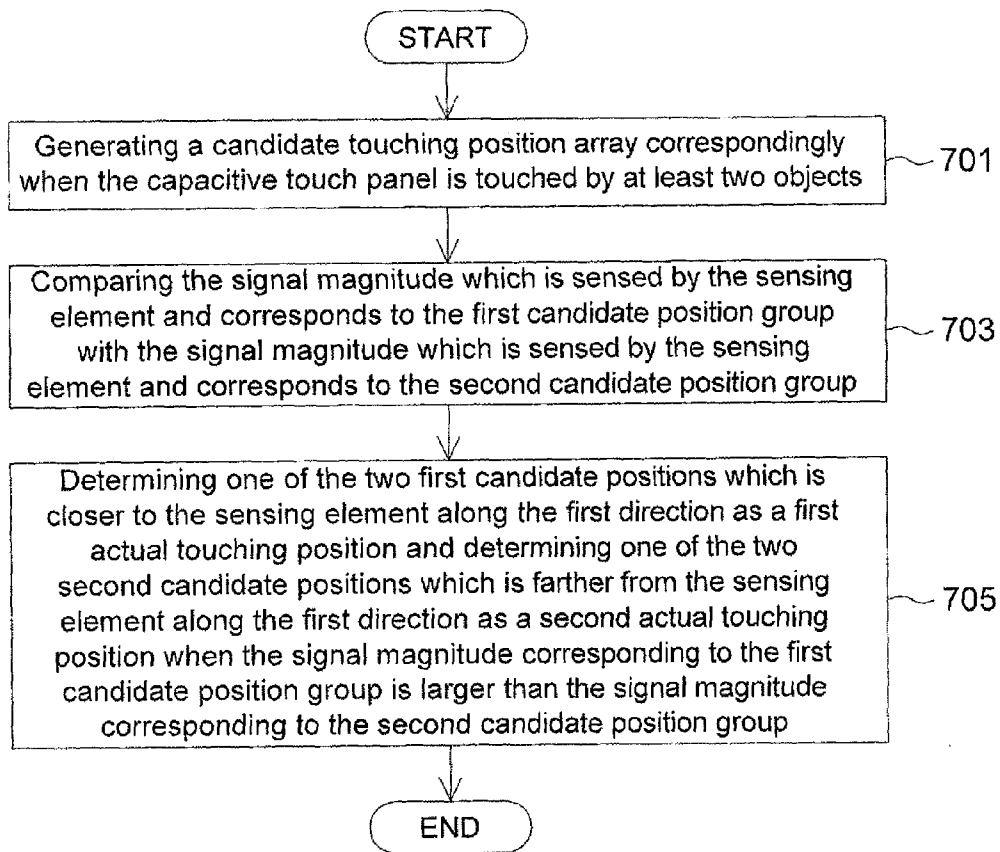 START
Generating a candidate touching position array correspondingly
when the capacitive touch panel is touched by at least two objects
701
Comparing the signal magnitude which is sensed by the sensing
element and corresponds to the first candidate position group
with the signal magnitude which is sensed by the sensing
element and corresponds to the second candidate position group
703
Determining one of the two first candidate positions which is
closer to the sensing element along the first direction as a first
actual touching position and determining one of the two
second candidate positions which is farther from the sensing
element along the first direction as a second actual touching
position when the signal magnitude corresponding to the first
candidate position group is larger than the signal magnitude
corresponding to the second candidate position group
705
END